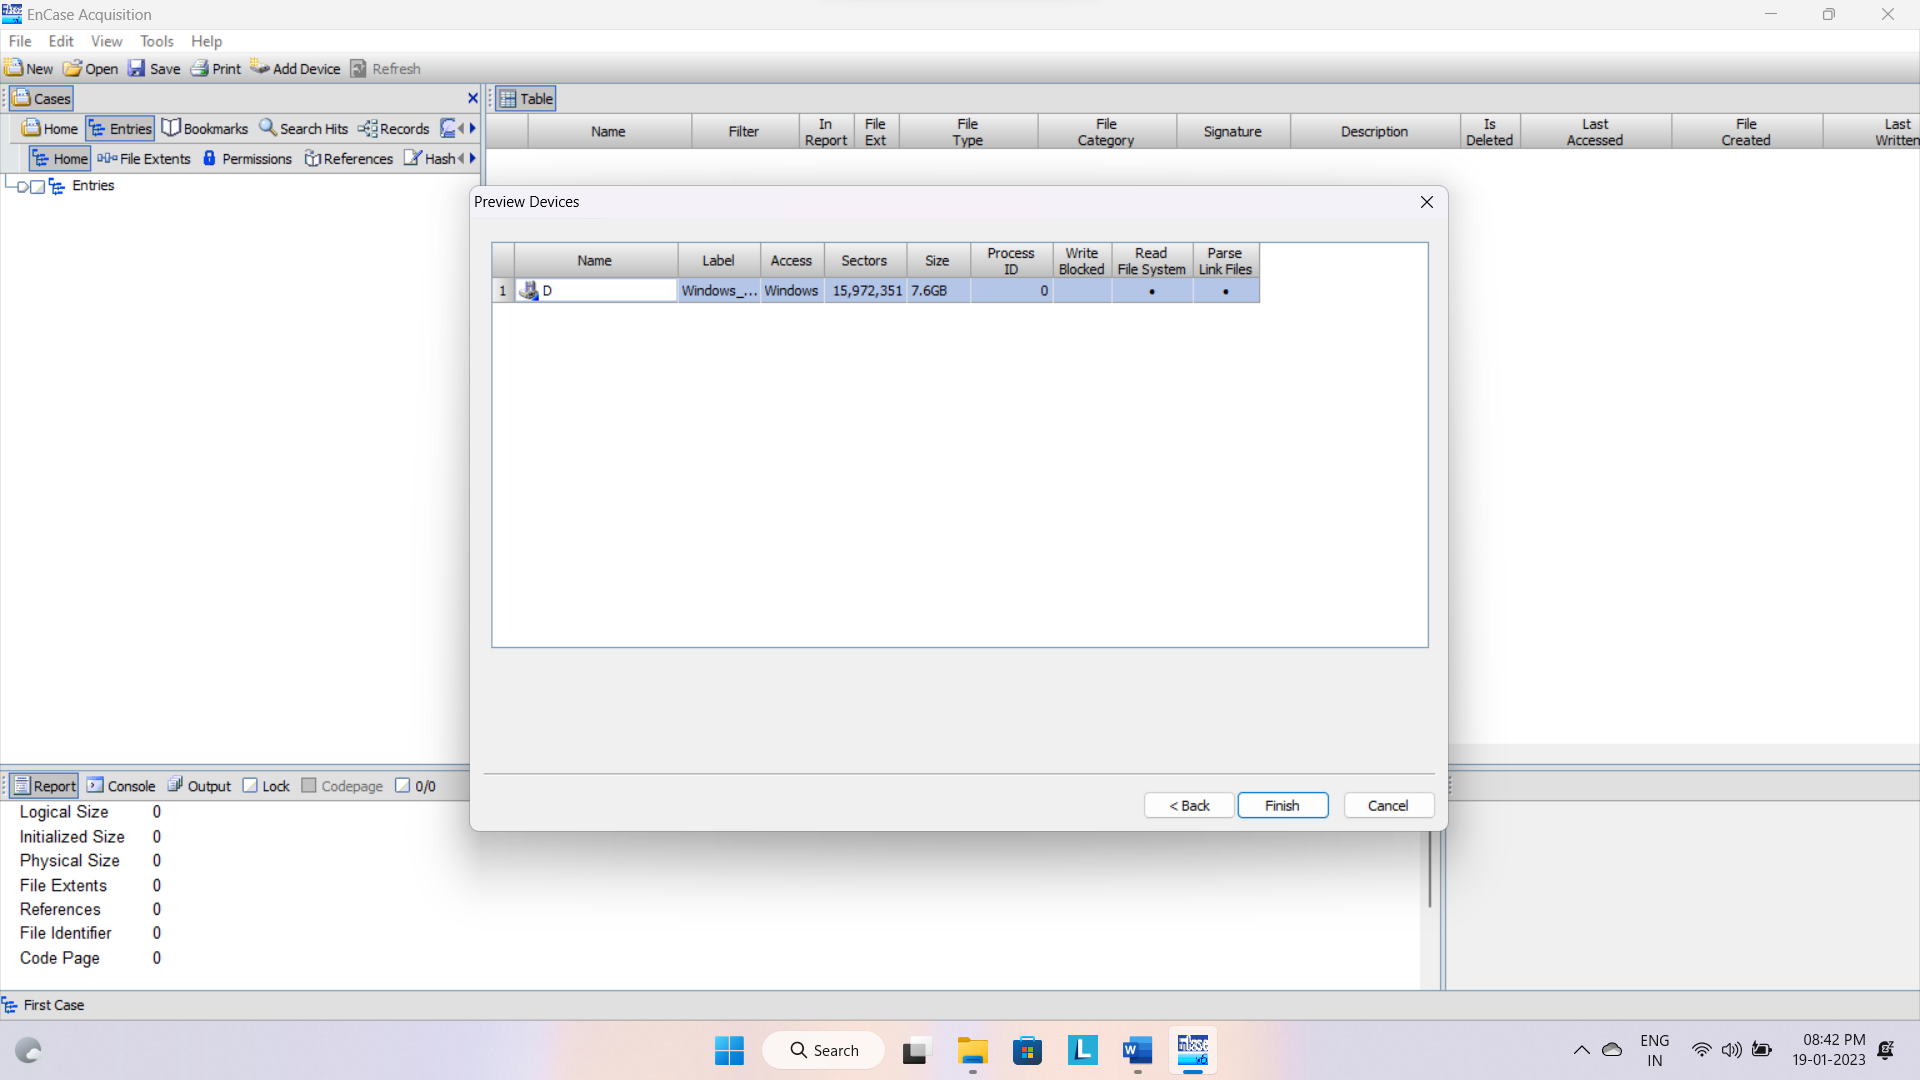 EnCase Acquisition
File Edit View Tools Help
New Open Save Print Add Device Refresh
Cases
Table
Home Entries Bookmarks Search Hits Records
Home File Extents Permissions References Hash
Entries
Name Filter In Report File Ext File Type File Category Signature Description Is Deleted Last Accessed File Created Last Written
Preview Devices
Name Label Access Sectors Size Process ID Write Blocked Read File System Parse Link Files
1 D Windows_... Windows 15,972,351 7.6GB 0 • •
< Back Finish Cancel
Report Console Output Lock Codepage 0/0
Logical Size 0
Initialized Size 0
Physical Size 0
File Extents 0
References 0
File Identifier 0
Code Page 0
First Case
Search
ENG
IN
08:42 PM
19-01-2023